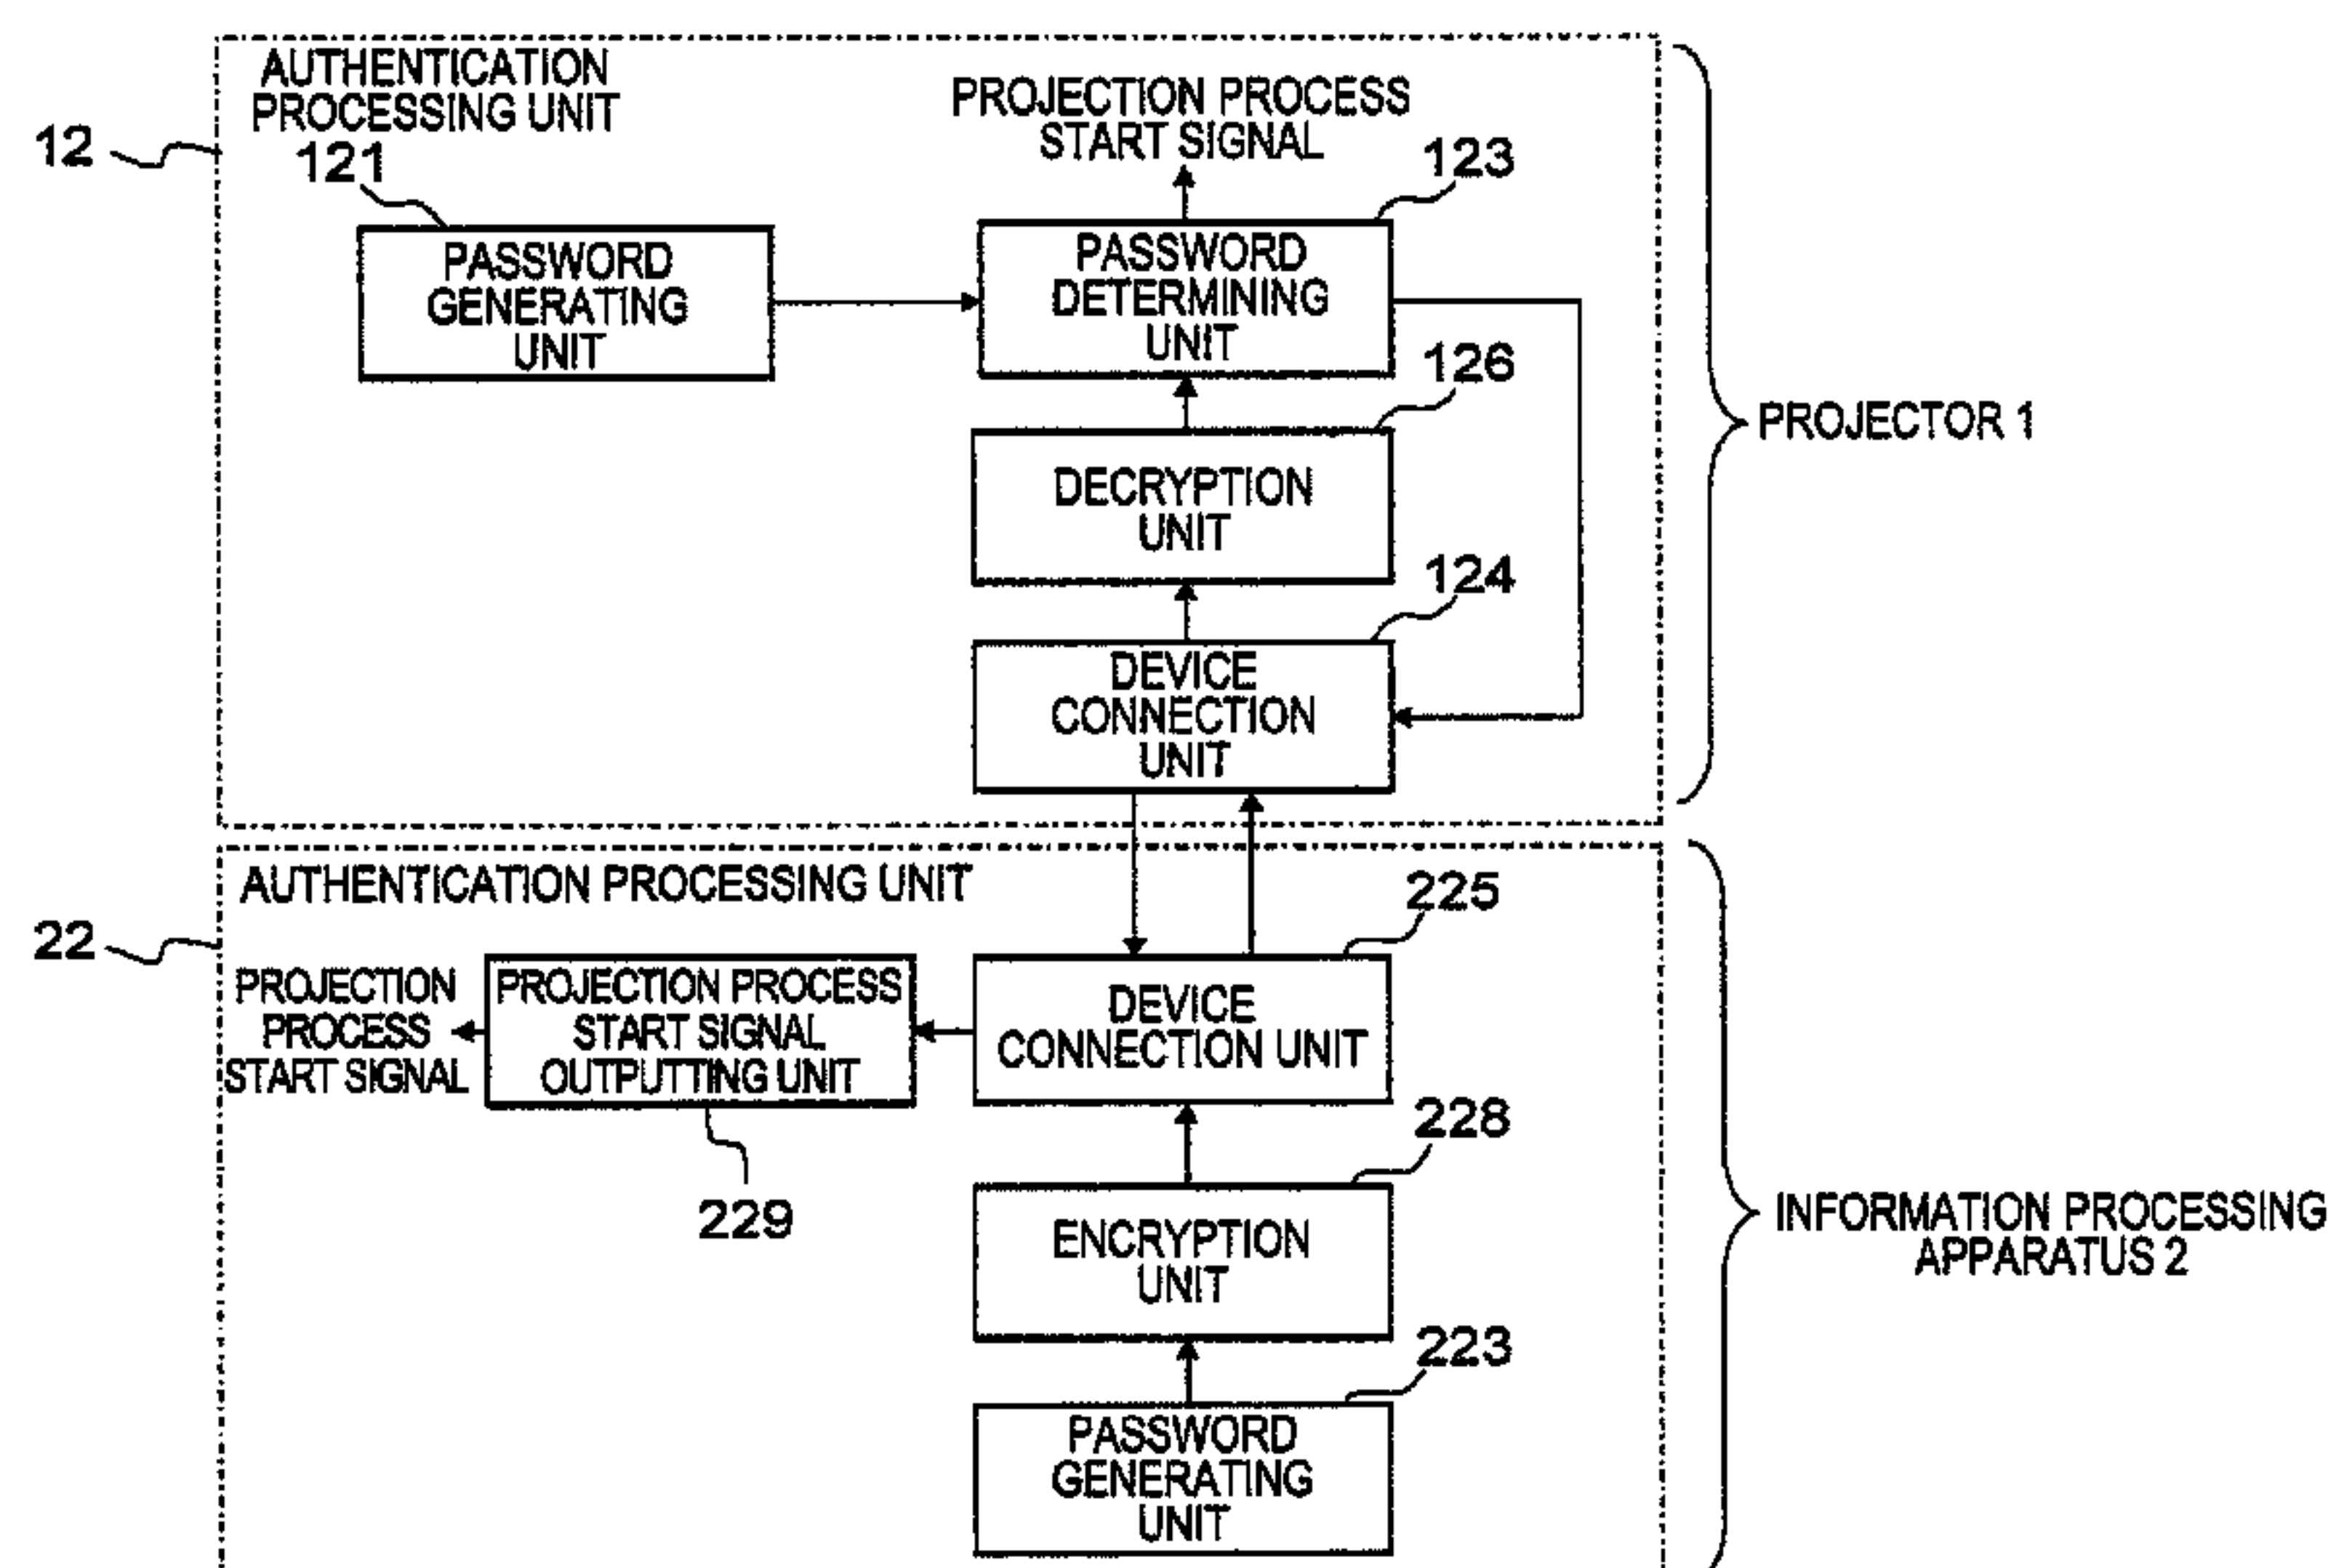 AUTHENTICATION
PROCESSING UNIT
12
121
PROJECTION PROCESS
START SIGNAL
123
PASSWORD
GENERATING
UNIT
PASSWORD
DETERMINING
UNIT
126
PROJECTOR 1
DECRYPTION
UNIT
124
DEVICE
CONNECTION
UNIT
AUTHENTICATION PROCESSING UNIT
22
225
PROJECTION
PROCESS
START SIGNAL
PROJECTION PROCESS
START SIGNAL
OUTPUTTING UNIT
DEVICE
CONNECTION UNIT
229
228
ENCRYPTION
UNIT
INFORMATION PROCESSING
APPARATUS 2
223
PASSWORD
GENERATING
UNIT